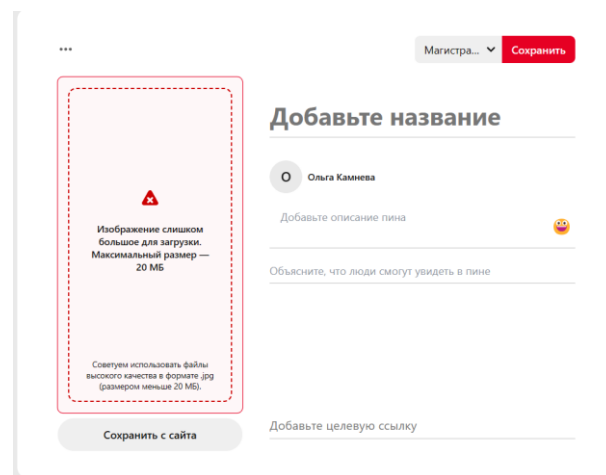 Магистра...
Сохранить
Изображение слишком
большое для загрузки.
Максимальный размер —
20 МБ
Советуем использовать файлы
высокого качества в формате .jpg
(размером меньше 20 МБ).
Сохранить с сайта
Добавьте название
О
Ольга Камнева
Добавьте описание пина
Объясните, что люди смогут увидеть в пине
Добавьте целевую ссылку